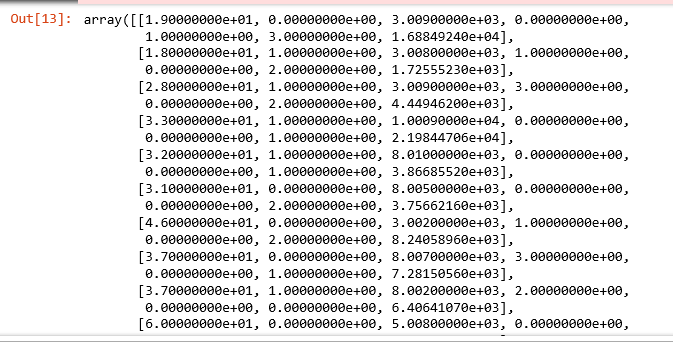 Out[13]: array([[1.90000000e+01, 0.00000000e+00, 3.00900000e+03, 0.00000000e+00,
1.00000000e+00, 3.00000000e+00, 1.68849240e+04],
[1.80000000e+01, 1.00000000e+00, 3.00800000e+03, 1.00000000e+00,
0.00000000e+00, 2.00000000e+00, 1.72555230e+03],
[2.80000000e+01, 1.00000000e+00, 3.00900000e+03, 3.00000000e+00,
0.00000000e+00, 2.00000000e+00, 4.44946200e+03],
[3.30000000e+01, 1.00000000e+00, 1.00090000e+04, 0.00000000e+00,
0.00000000e+00, 1.00000000e+00, 2.19844706e+04],
[3.20000000e+01, 1.00000000e+00, 8.01000000e+03, 0.00000000e+00,
0.00000000e+00, 1.00000000e+00, 3.86685520e+03],
[3.10000000e+01, 0.00000000e+00, 8.00500000e+03, 0.00000000e+00,
0.00000000e+00, 2.00000000e+00, 3.75662160e+03],
[4.60000000e+01, 0.00000000e+00, 3.00200000e+03, 1.00000000e+00,
0.00000000e+00, 2.00000000e+00, 8.24058960e+03],
[3.70000000e+01, 0.00000000e+00, 8.00700000e+03, 3.00000000e+00,
0.00000000e+00, 1.00000000e+00, 7.28150560e+03],
[3.70000000e+01, 1.00000000e+00, 8.00200000e+03, 2.00000000e+00,
0.00000000e+00, 0.00000000e+00, 6.40641070e+03],
[6.00000000e+01, 0.00000000e+00, 5.00800000e+03, 0.00000000e+00,